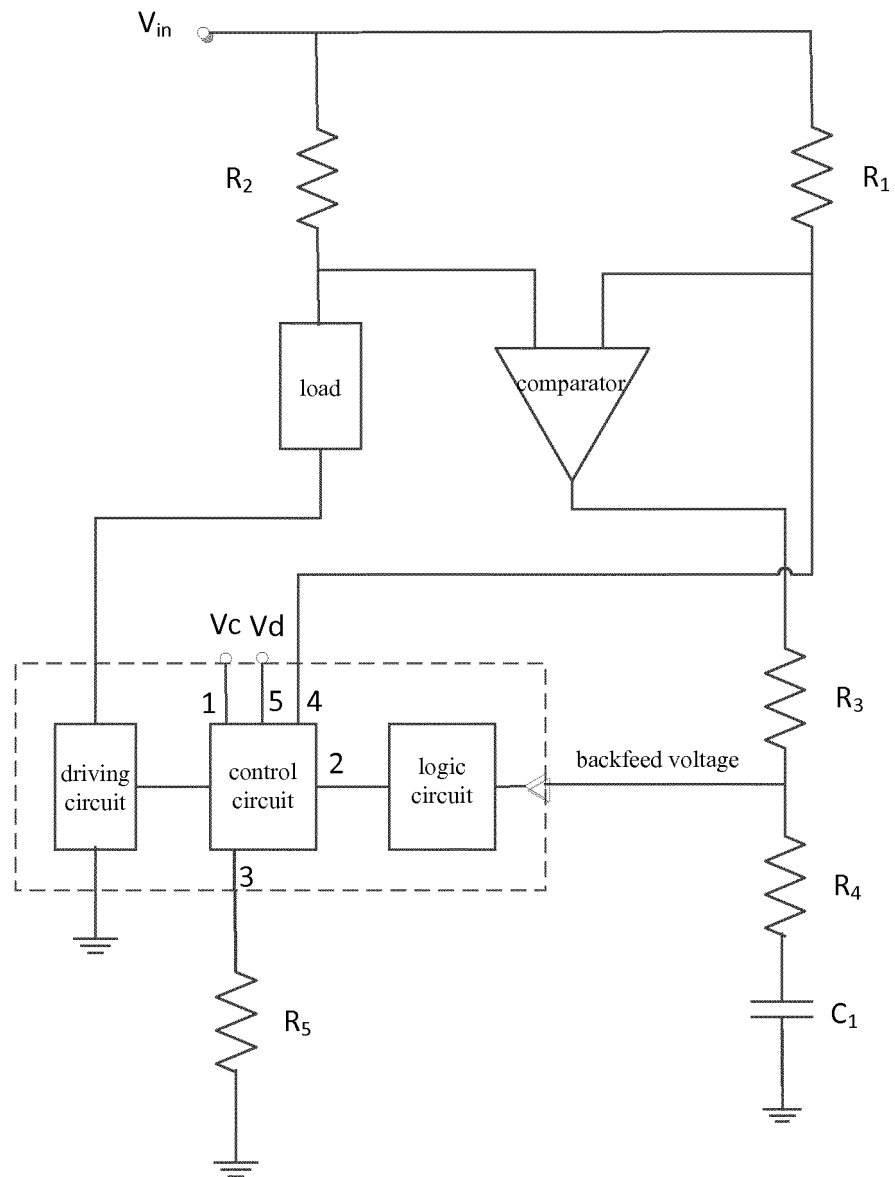 Vin
R2
R1
load
comparator
Vc Vd
1 5 4
R3
backfeed voltage
driving
circuit
control
circuit
2
logic
circuit
3
R4
R5
C1